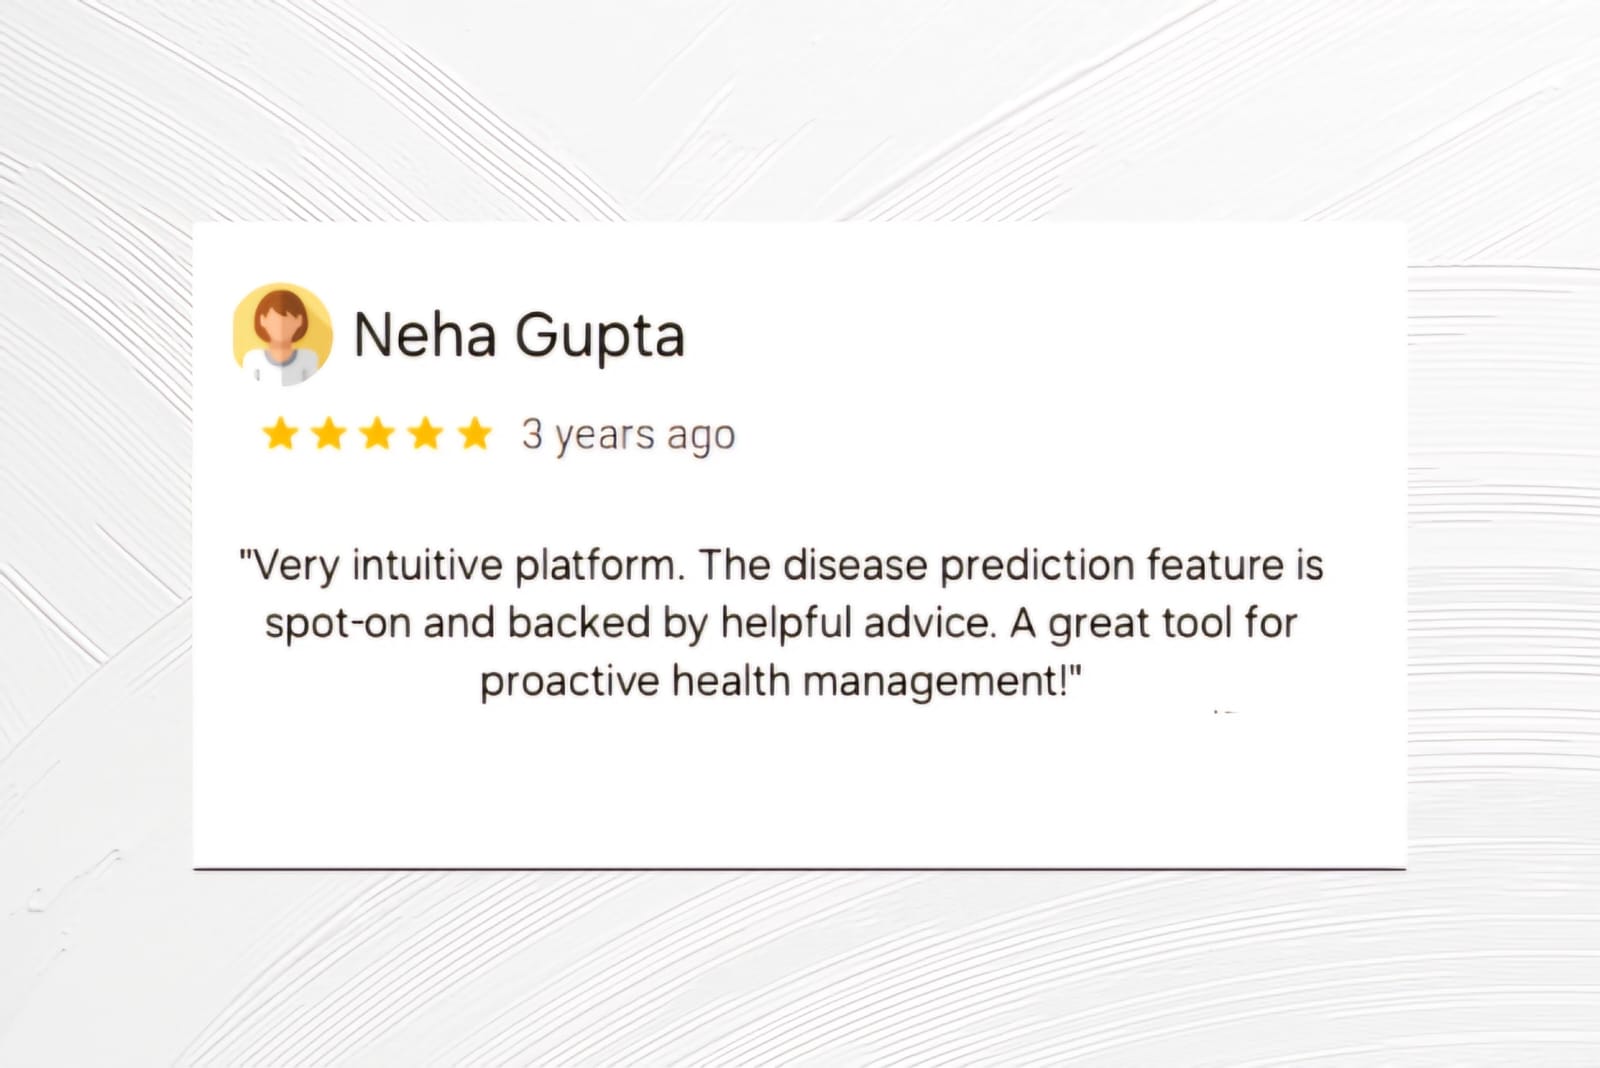 Neha Gupta
3 years ago
"Very intuitive platform. The disease prediction feature is
spot-on and backed by helpful advice. A great tool for
proactive health management!"